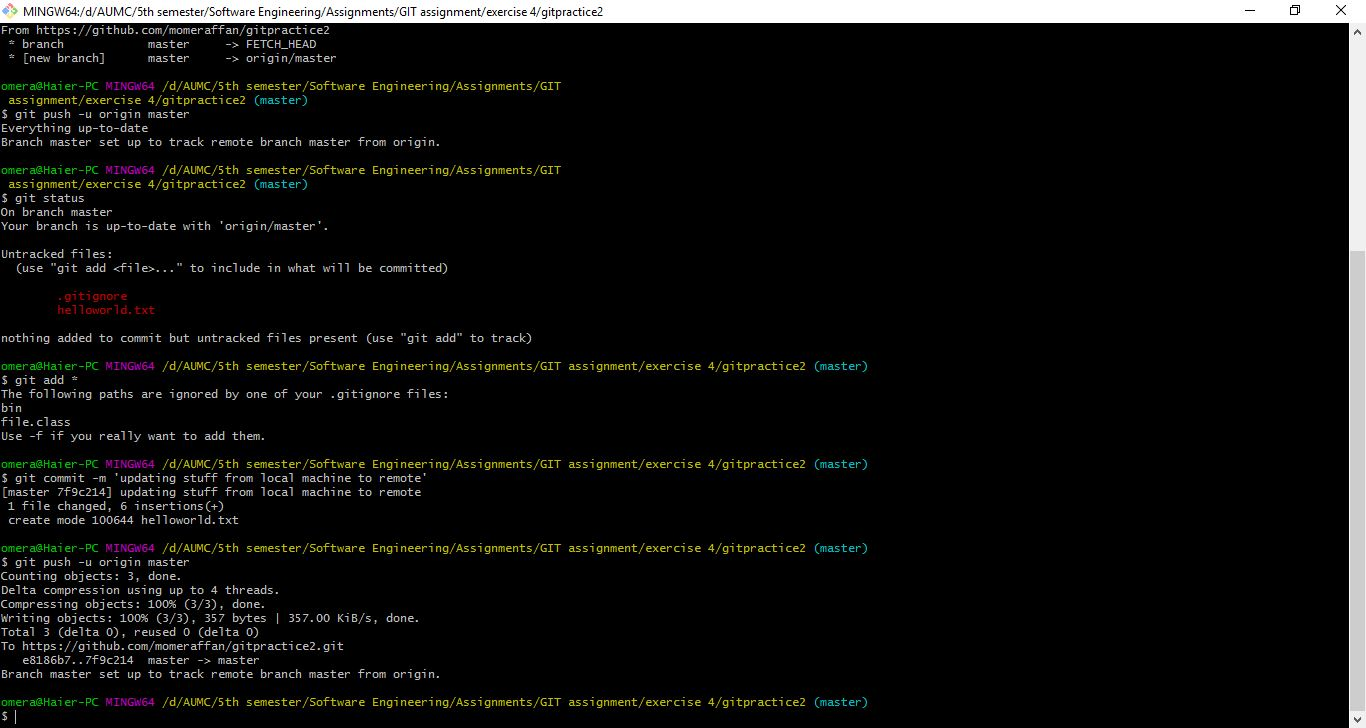 MINGW64:/d/AUMC/5th semester/Software Engineering/Assignments/GIT assignment/exercise 4/gitpractice2
From https://github.com/momeraffan/gitpractice2
 * branch            master     -> FETCH_HEAD
 * [new branch]      master     -> origin/master
omera@Haier-PC MINGW64 /d/AUMC/5th semester/Software Engineering/Assignments/GIT
 assignment/exercise 4/gitpractice2 (master)
$ git push -u origin master
Everything up-to-date
Branch master set up to track remote branch master from origin.
omera@Haier-PC MINGW64 /d/AUMC/5th semester/Software Engineering/Assignments/GIT
 assignment/exercise 4/gitpractice2 (master)
$ git status
On branch master
Your branch is up-to-date with 'origin/master'.
Untracked files:
  (use "git add <file>..." to include in what will be committed)
        .gitignore
        helloworld.txt
nothing added to commit but untracked files present (use "git add" to track)
omera@Haier-PC MINGW64 /d/AUMC/5th semester/Software Engineering/Assignments/GIT assignment/exercise 4/gitpractice2 (master)
$ git add *
The following paths are ignored by one of your .gitignore files:
bin
file.class
Use -f if you really want to add them.
omera@Haier-PC MINGW64 /d/AUMC/5th semester/Software Engineering/Assignments/GIT assignment/exercise 4/gitpractice2 (master)
$ git commit -m 'updating stuff from local machine to remote'
[master 7f9c214] updating stuff from local machine to remote
 1 file changed, 6 insertions(+)
 create mode 100644 helloworld.txt
omera@Haier-PC MINGW64 /d/AUMC/5th semester/Software Engineering/Assignments/GIT assignment/exercise 4/gitpractice2 (master)
$ git push -u origin master
Counting objects: 3, done.
Delta compression using up to 4 threads.
Compressing objects: 100% (3/3), done.
Writing objects: 100% (3/3), 357 bytes | 357.00 KiB/s, done.
Total 3 (delta 0), reused 0 (delta 0)
To https://github.com/momeraffan/gitpractice2.git
   e8186b7..7f9c214  master -> master
Branch master set up to track remote branch master from origin.
omera@Haier-PC MINGW64 /d/AUMC/5th semester/Software Engineering/Assignments/GIT assignment/exercise 4/gitpractice2 (master)
$